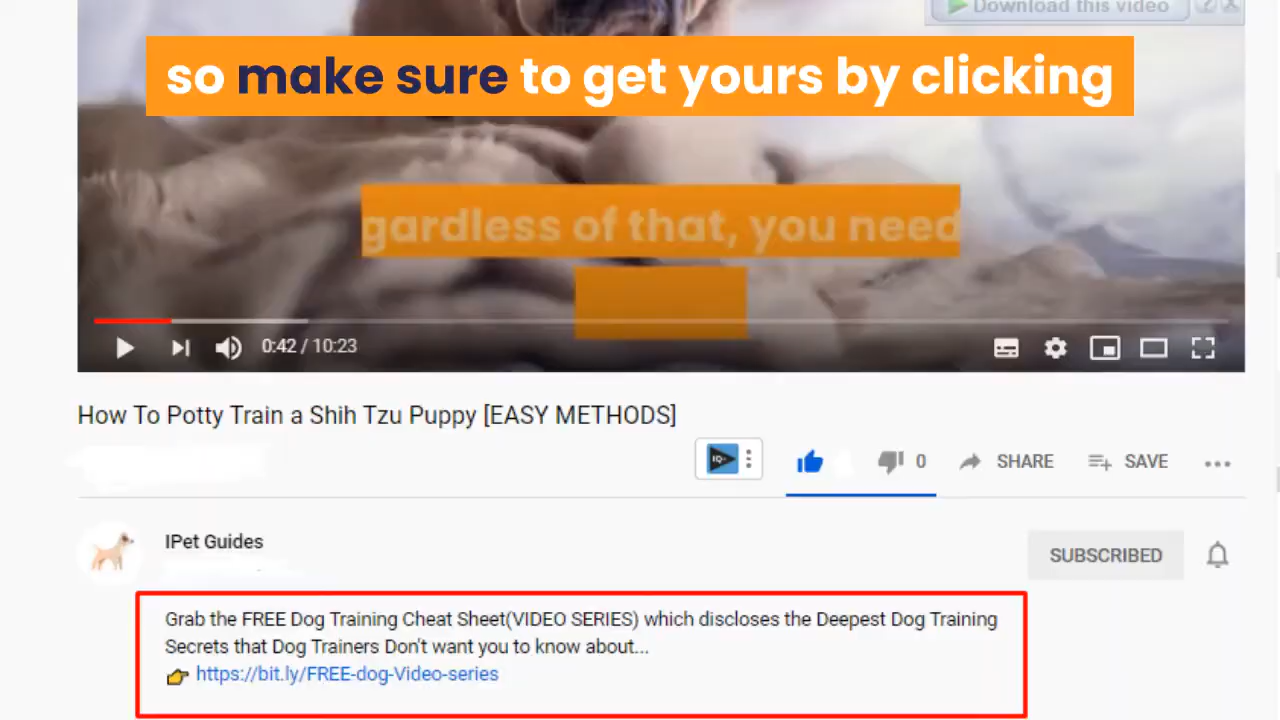 Download this video
so make sure to get yours by clicking
gardless of that, you need
0:42 / 10:23
How To Potty Train a Shih Tzu Puppy [EASY METHODS]
IQ
0
SHARE
SAVE
IPet Guides
SUBSCRIBED
Grab the FREE Dog Training Cheat Sheet(VIDEO SERIES) which discloses the Deepest Dog Training
Secrets that Dog Trainers Don't want you to know about...
https://bit.ly/FREE-dog-Video-series